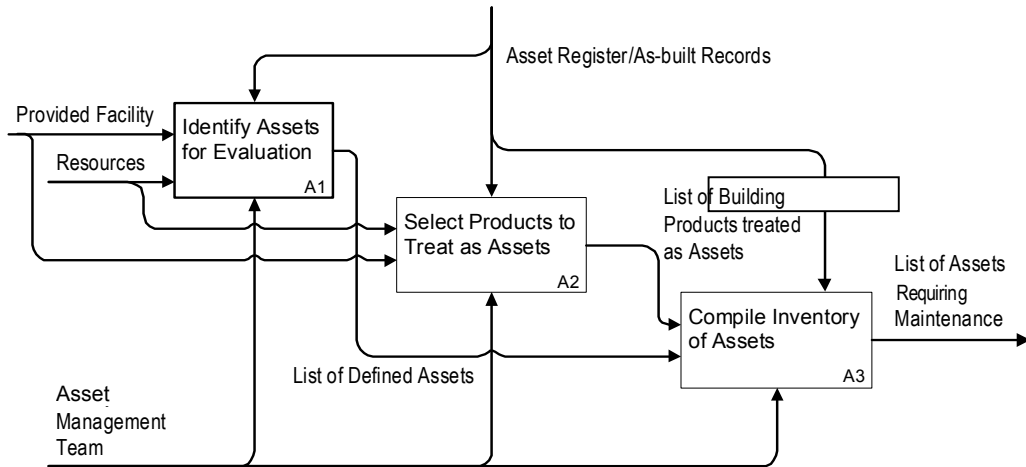 Asset Register/As-built Records
Provided Facility
Identify Assets
for Evaluation
A1
Resources
Select Products to
Treat as Assets
A2
List of Building
Products treated
as Assets
List of Assets
Requiring
Maintenance
Compile Inventory
of Assets
A3
List of Defined Assets
Asset
Management
Team